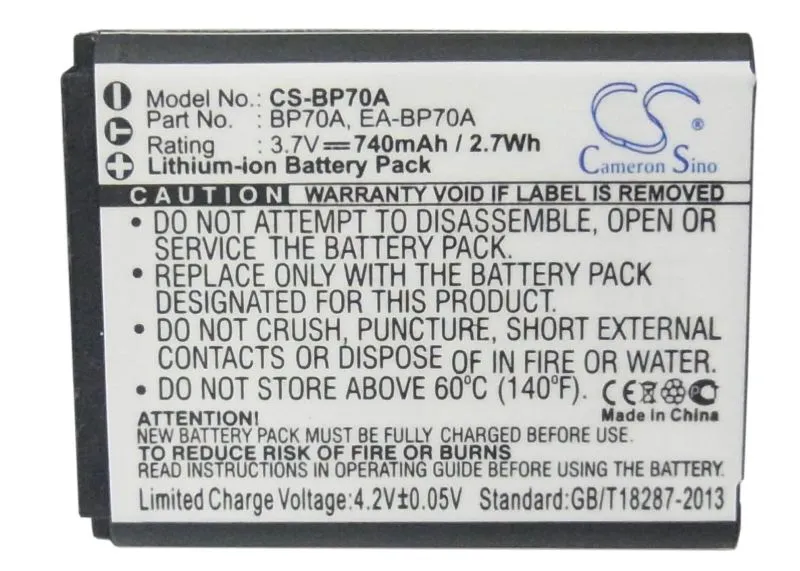 Model No.: CS-BP70A
Part No. : BP70A, EA-BP70A
Rating : 3.7V⎓740mAh / 2.7Wh
Lithium-ion Battery Pack
CS
®
Cameron Sino
CAUTION WARRANTY VOID IF LABEL IS REMOVED
• DO NOT ATTEMPT TO DISASSEMBLE, OPEN OR
SERVICE THE BATTERY PACK.
• REPLACE ONLY WITH THE BATTERY PACK
DESIGNATED FOR THIS PARTICULAR PRODUCT.
• DO NOT CRUSH, PUNCTURE, SHORT EXTERNAL
CONTACTS OR DISPOSE OF IN FIRE OR WATER.
• DO NOT STORE ABOVE 60°C (140°F). CE
Made in China
ATTENTION!
NEW BATTERY PACK MUST BE FULLY CHARGED BEFORE USE.
TO REDUCE RISK OF FIRE OR BURNS
READ INSTRUCTIONS IN OPERATING GUIDE BEFORE USING BATTERY
Limited Charge Voltage:4.2V±0.05V Standard:GB/T18287-2013